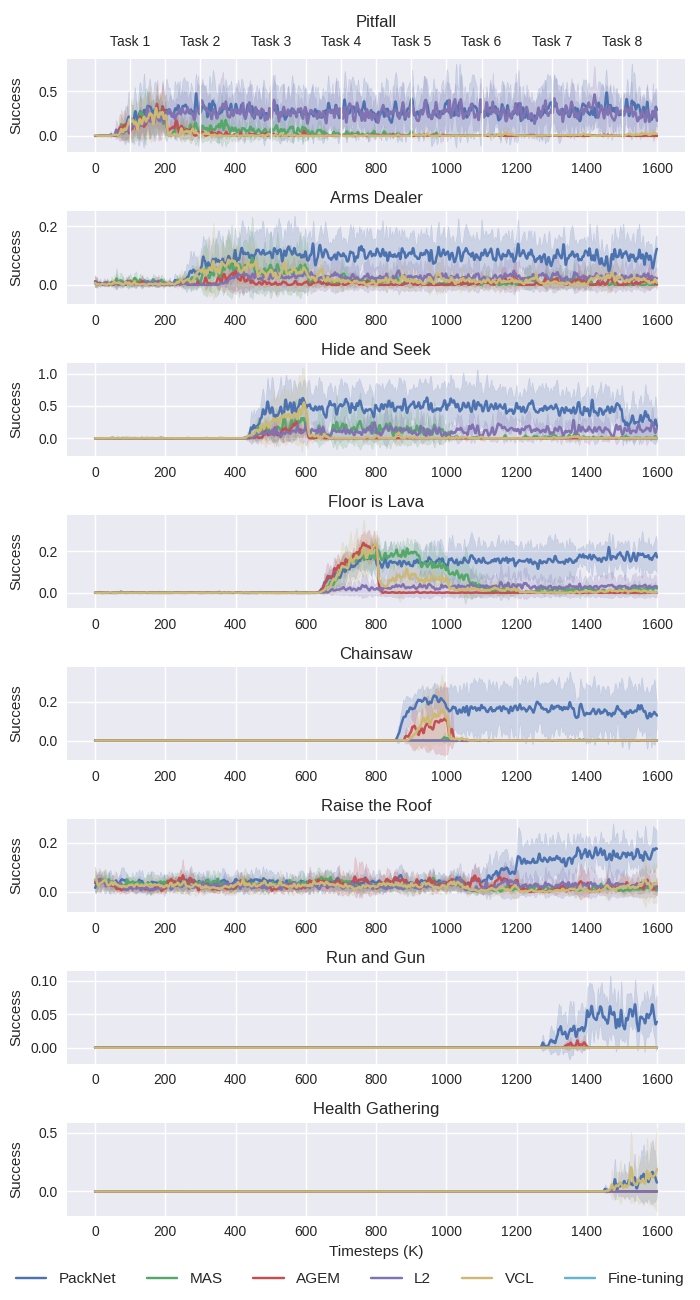 Pitfall
Task 1 Task 2 Task 3 Task 4 Task 5 Task 6 Task 7 Task 8
Success
0.5
0.0
0 200 400 600 800 1000 1200 1400 1600
Arms Dealer
Success
0.2
0.0
0 200 400 600 800 1000 1200 1400 1600
Hide and Seek
Success
1.0
0.5
0.0
0 200 400 600 800 1000 1200 1400 1600
Floor is Lava
Success
0.2
0.0
0 200 400 600 800 1000 1200 1400 1600
Chainsaw
Success
0.2
0.0
0 200 400 600 800 1000 1200 1400 1600
Raise the Roof
Success
0.2
0.0
0 200 400 600 800 1000 1200 1400 1600
Run and Gun
Success
0.10
0.05
0.00
0 200 400 600 800 1000 1200 1400 1600
Health Gathering
Success
0.5
0.0
0 200 400 600 800 1000 1200 1400 1600
Timesteps (K)
PackNet MAS AGEM L2 VCL Fine-tuning